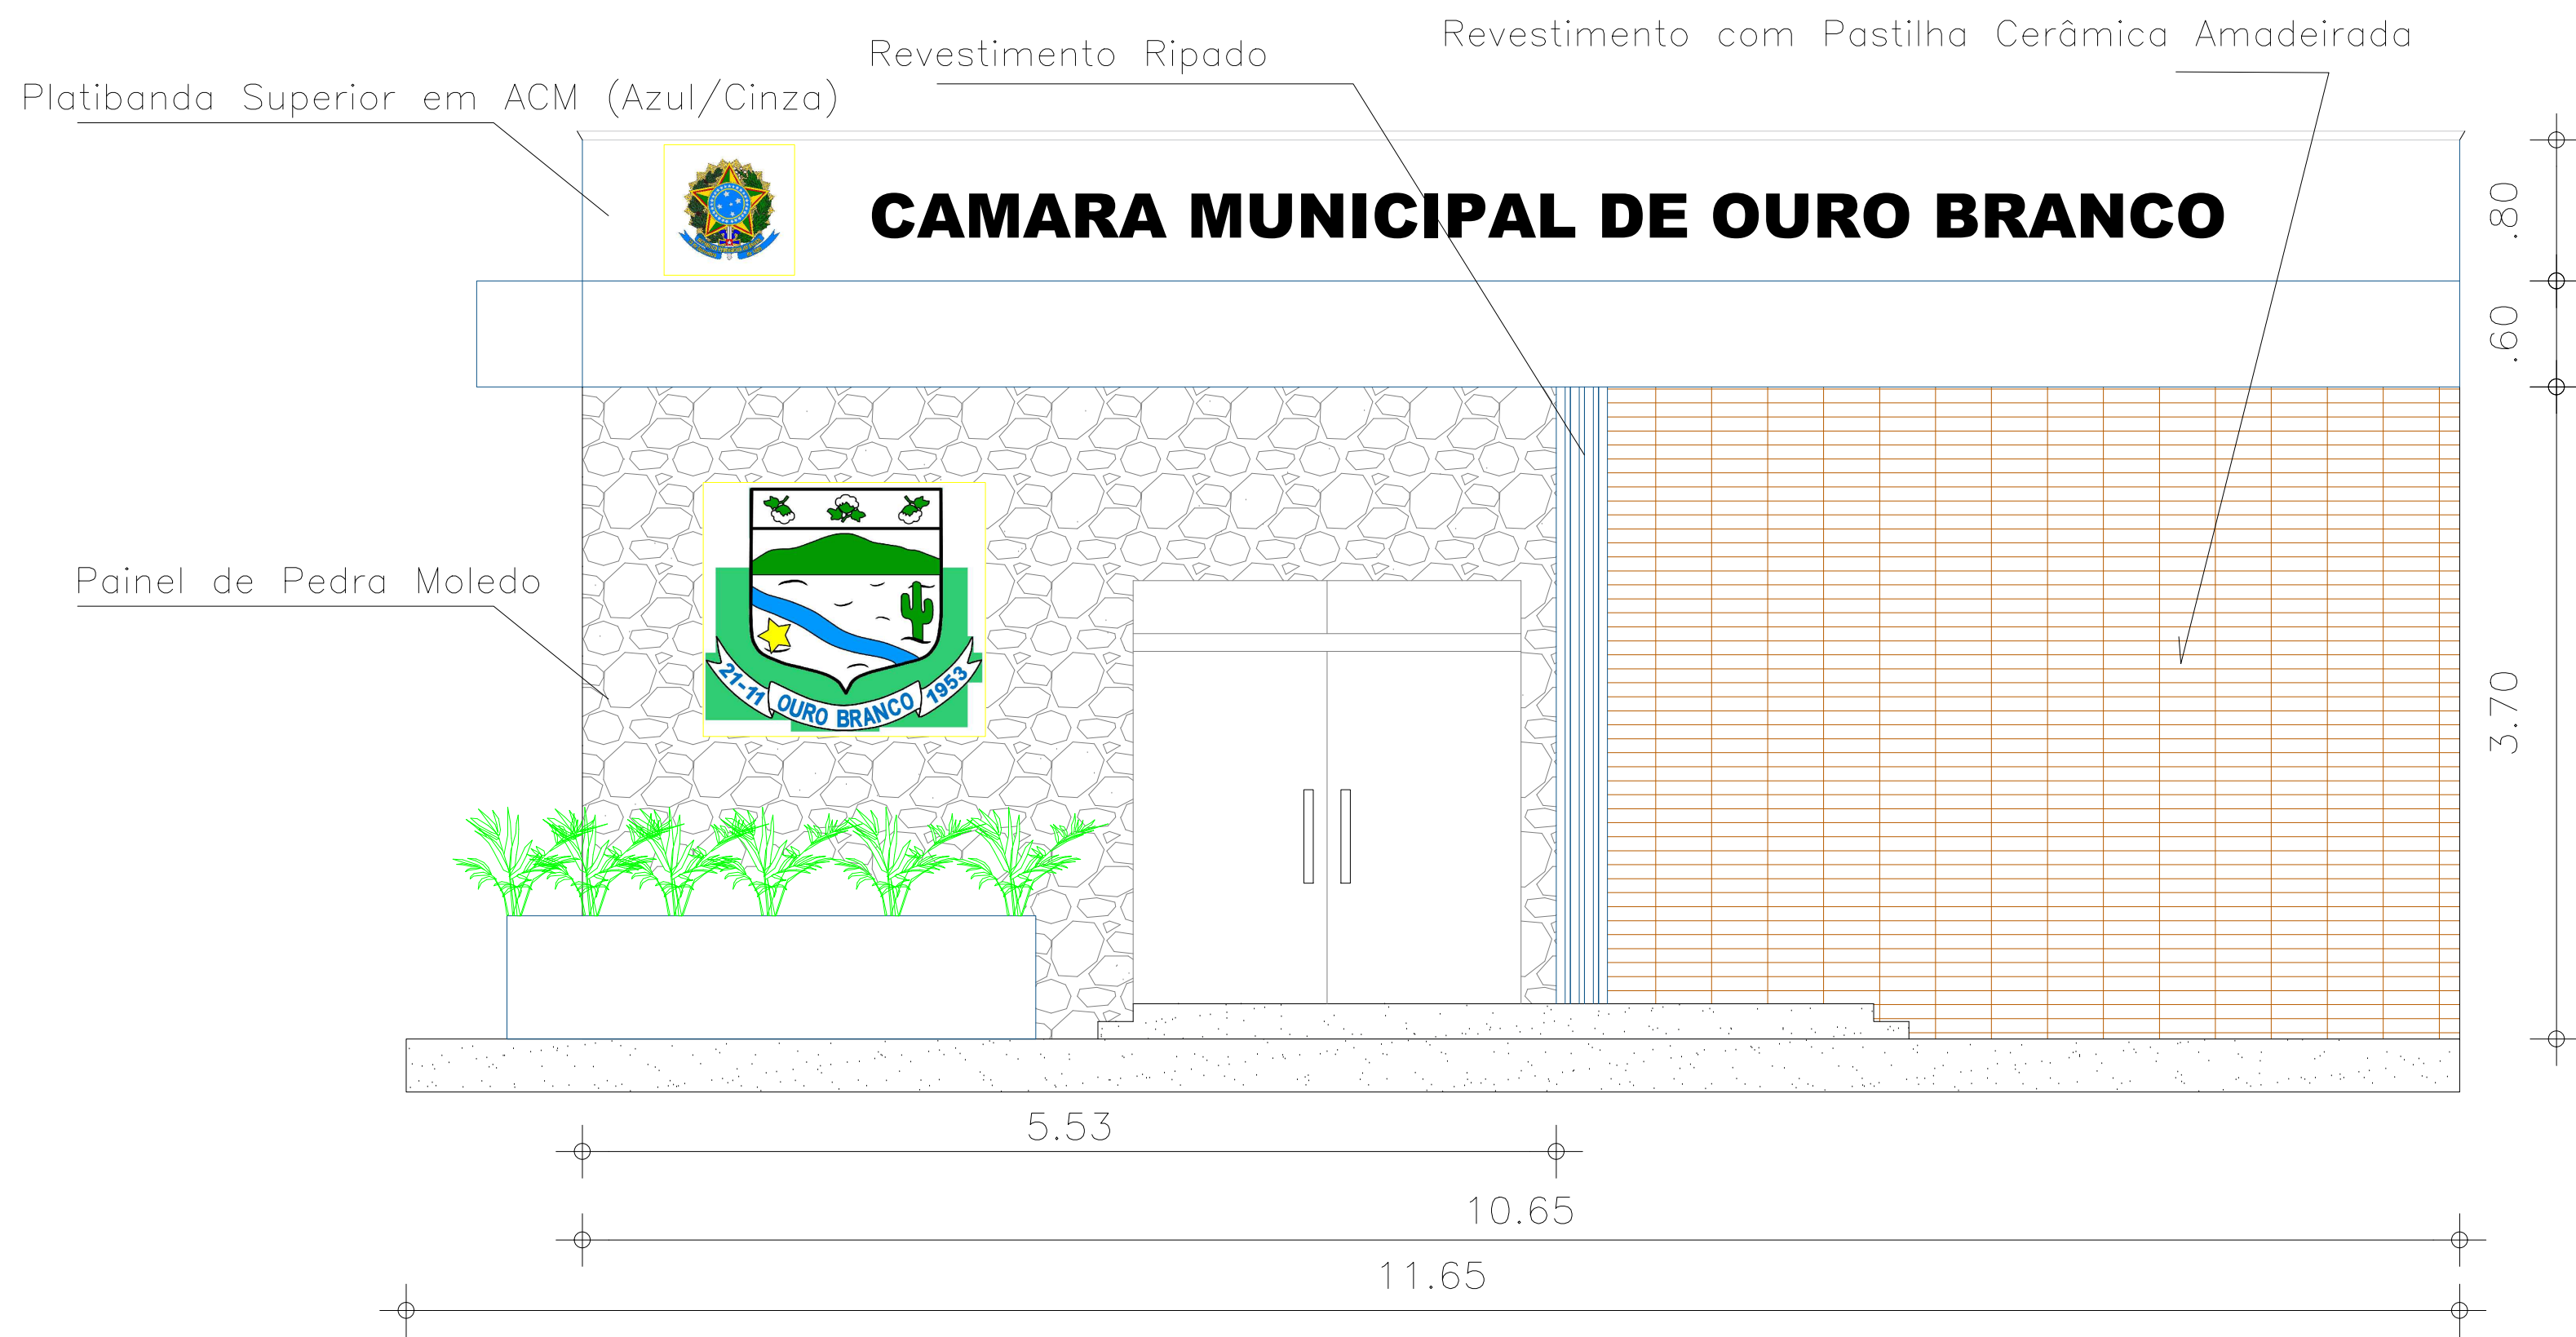 Revestimento com Pastilha Cerâmica Amadeirada
Revestimento Ripado
Platibanda Superior em ACM (Azul/Cinza)
CAMARA MUNICIPAL DE OURO BRANCO
.80
.60
Painel de Pedra Moledo
21-11 OURO BRANCO 1953
3.70
5.53
10.65
11.65